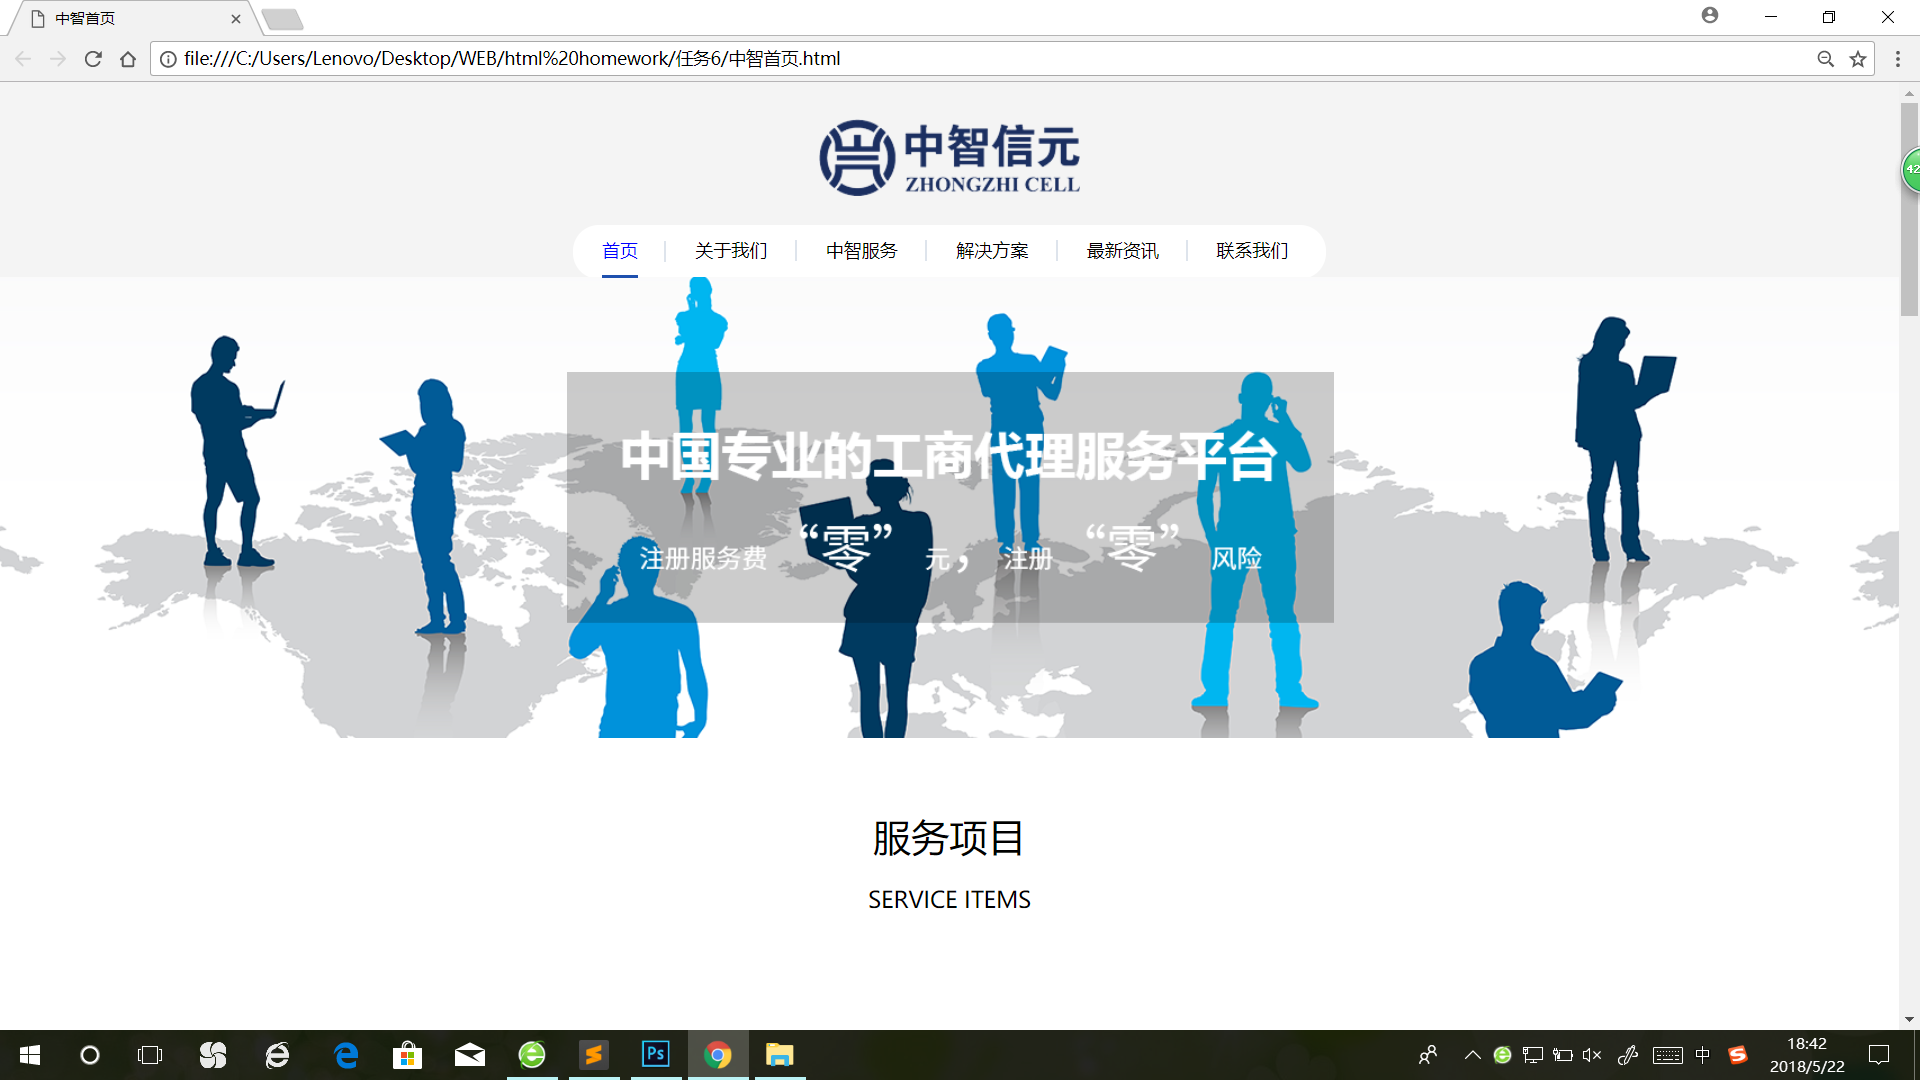 中智首页
file:///C:/Users/Lenovo/Desktop/WEB/html%20homework/任务6/中智首页.html
中智信元
ZHONGZHI CELL
42
首页 关于我们 中智服务 解决方案 最新资讯 联系我们
中国专业的工商代理服务平台
注册服务费 “零” 元， 注册 “零” 风险
服务项目
SERVICE ITEMS
Ps
中
18:42
2018/5/22